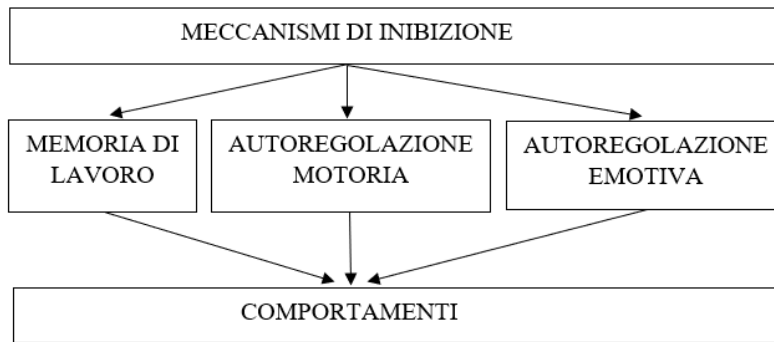 MECCANISMI DI INIBIZIONE
MEMORIA DI
LAVORO
AUTOREGOLAZIONE
MOTORIA
AUTOREGOLAZIONE
EMOTIVA
COMPORTAMENTI